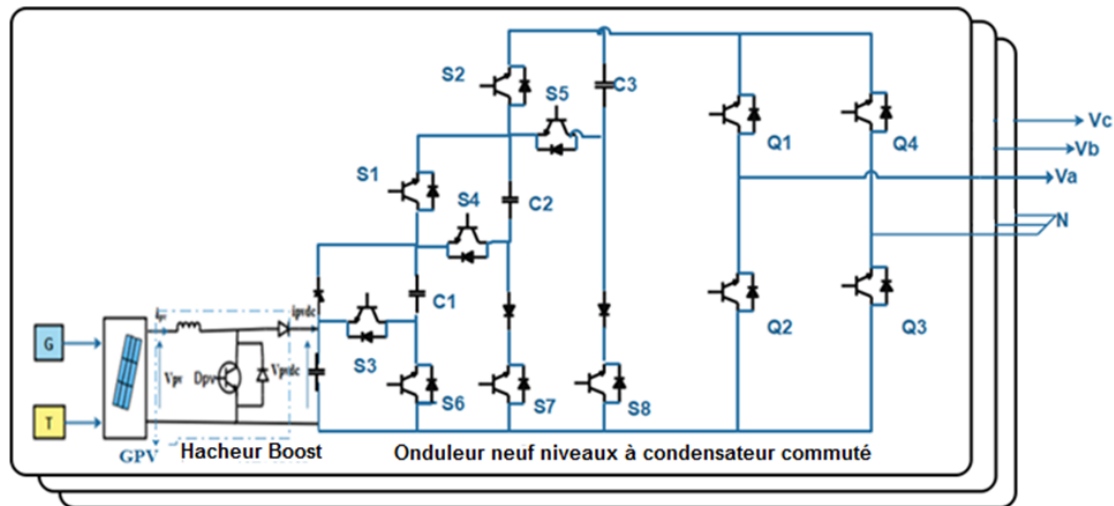 S2
S5
C3
S1
S4
C2
Q1
Q4
Vc
Vb
Va
N
G
T
ipv
Vpv
Dpv
ipvdc
Vpvdc
S3
C1
S6
S7
S8
Q2
Q3
GPV
Hacheur Boost
Onduleur neuf niveaux à condensateur commuté